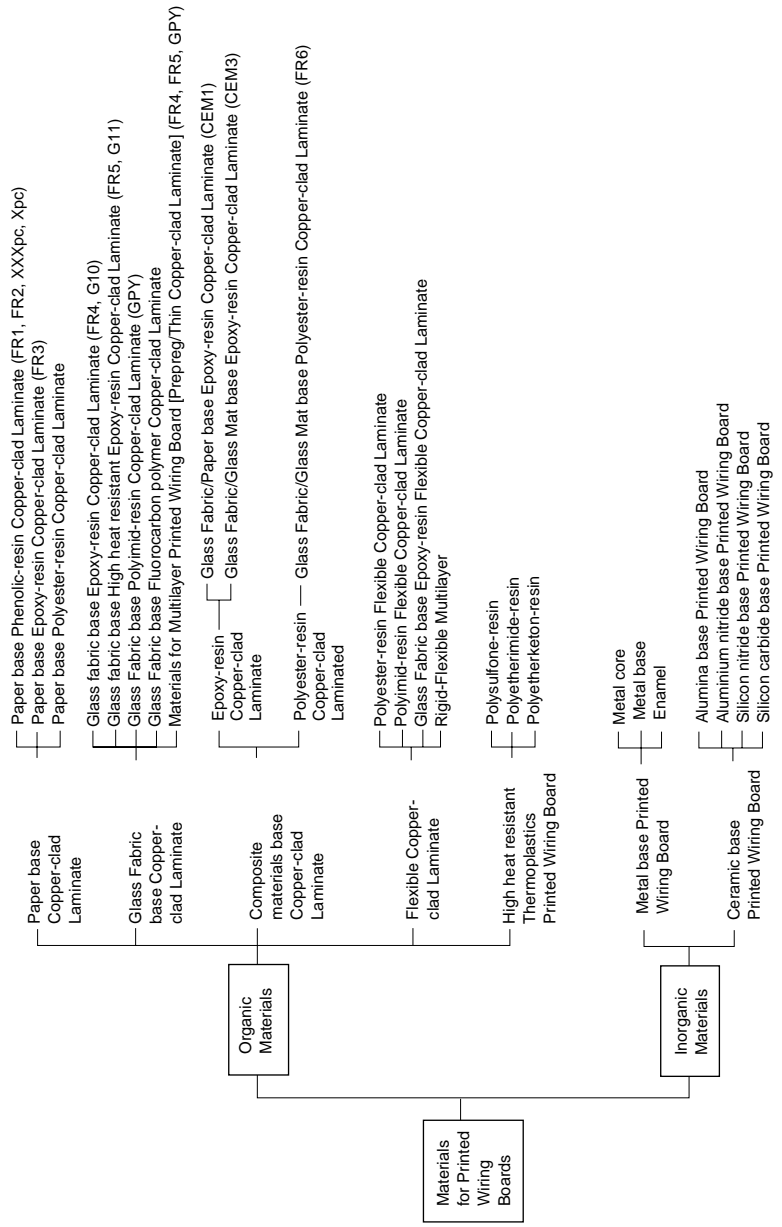 Materials
for Printed
Wiring
Boards
Organic
Materials
Paper base
Copper-clad
Laminate
Paper base Phenolic-resin Copper-clad Laminate (FR1, FR2, XXXpc, Xpc)
Paper base Epoxy-resin Copper-clad Laminate (FR3)
Paper base Polyester-resin Copper-clad Laminate
Glass Fabric
base Copper-
clad Laminate
Glass fabric base Epoxy-resin Copper-clad Laminate (FR4, G10)
Glass fabric base High heat resistant Epoxy-resin Copper-clad Laminate (FR5, G11)
Glass Fabric base Polyimid-resin Copper-clad Laminate (GPY)
Glass Fabric base Fluorocarbon polymer Copper-clad Laminate
Materials for Multilayer Printed Wiring Board [Prepreg/Thin Copper-clad Laminate] (FR4, FR5, GPY)
Composite
materials base
Copper-clad
Laminate
Epoxy-resin
Copper-clad
Laminate
Glass Fabric/Paper base Epoxy-resin Copper-clad Laminate (CEM1)
Glass Fabric/Glass Mat base Epoxy-resin Copper-clad Laminate (CEM3)
Polyester-resin
Copper-clad
Laminated
Glass Fabric/Glass Mat base Polyester-resin Copper-clad Laminate (FR6)
Flexible Copper-
clad Laminate
Polyester-resin Flexible Copper-clad Laminate
Polyimid-resin Flexible Copper-clad Laminate
Glass Fabric base Epoxy-resin Flexible Copper-clad Laminate
Rigid-Flexible Multilayer
High heat resistant
Thermoplastics
Printed Wiring Board
Polysulfone-resin
Polyetherimide-resin
Polyetherketon-resin
Inorganic
Materials
Metal base Printed
Wiring Board
Metal core
Metal base
Enamel
Ceramic base
Printed Wiring Board
Alumina base Printed Wiring Board
Aluminium nitride base Printed Wiring Board
Silicon nitride base Printed Wiring Board
Silicon carbide base Printed Wiring Board